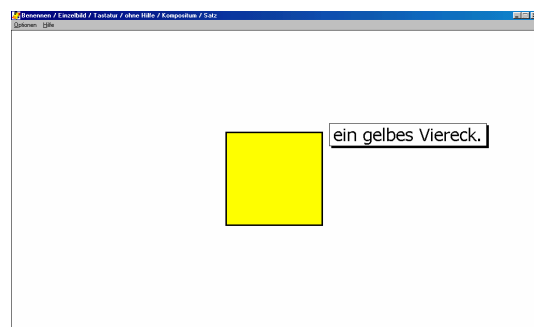 Benennen / Einzelbild / Tastatur / ohne Hilfe / Kompositum / Satz
Optionen Hilfe
ein gelbes Viereck.